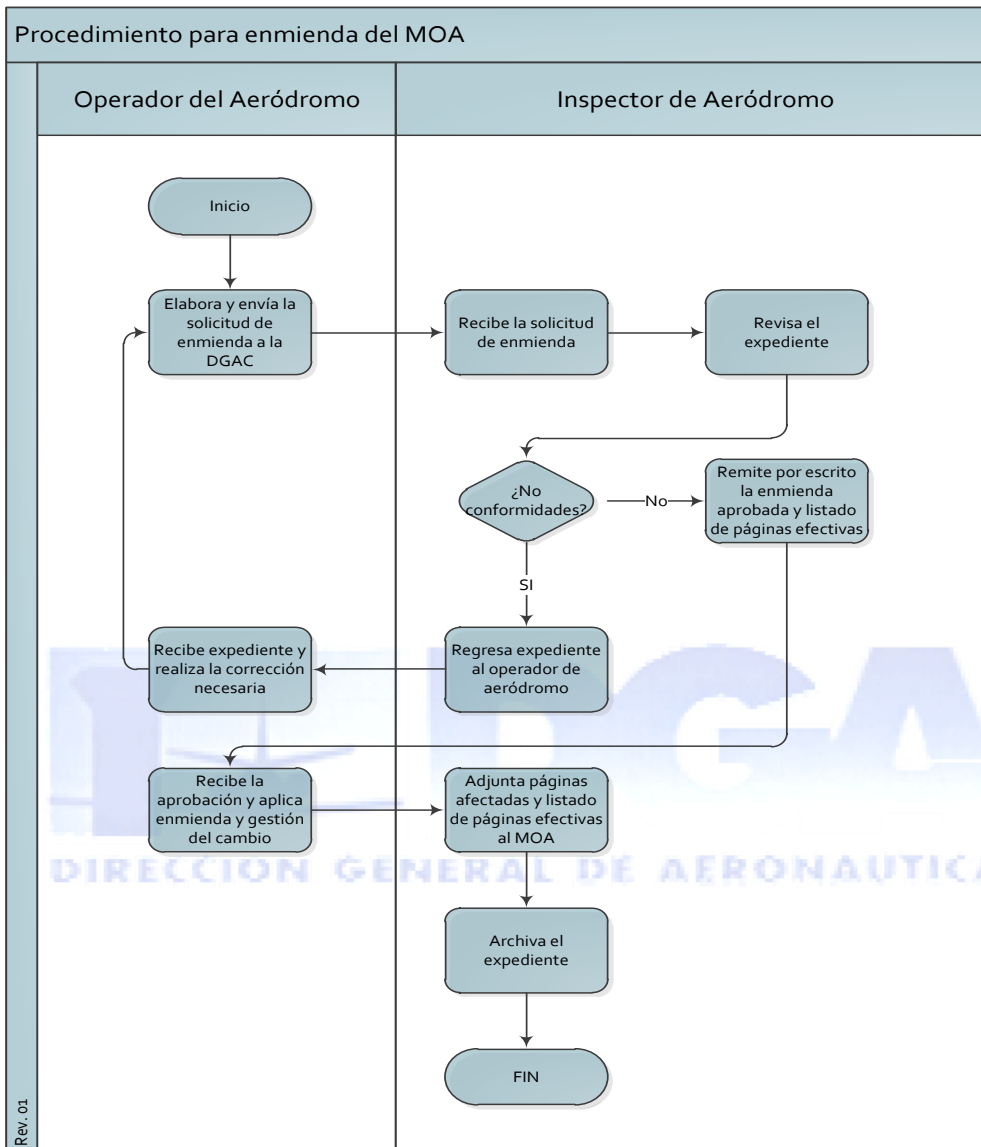 Procedimiento para enmienda del MOA
Operador del Aeródromo
Inspector de Aeródromo
Inicio
Elabora y envía la
solicitud de
enmienda a la
DGAC
Recibe la solicitud
de enmienda
Revisa el
expediente
¿No
conformidades?
No
Remite por escrito
la enmienda
aprobada y listado
de páginas efectivas
SI
Recibe expediente y
realiza la corrección
necesaria
Regresa expediente
al operador de
aeródromo
DGA
Recibe la
aprobación y aplica
enmienda y gestión
del cambio
Adjunta páginas
afectadas y listado
de páginas efectivas
al MOA
DIRECCION GENERAL DE AERONAUTICA
Archiva el
expediente
FIN
Rev. 01